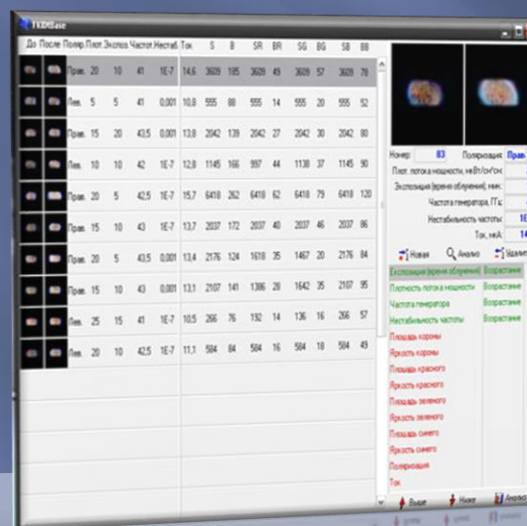 До После Поляр. Плот. Экспоз Частот. Нестаб. Ток S B SR BR SG BG SB BB
Прав. 20 10 41 1E-7 14,6 3609 185 3609 49 3609 57 3609 78
Лев. 5 5 41 0,001 10,8 555 88 555 14 555 20 555 52
Прав. 15 20 43,5 0,001 13,8 2042 139 2042 27 2042 30 2042 80
Лев. 10 10 42 1E-7 12,8 1145 166 997 44 1138 37 1145 90
Прав. 20 5 42,5 1E-7 15,7 6418 262 6418 62 6418 79 6418 120
Прав. 15 10 43 1E-7 13,7 2037 172 2037 40 2037 46 2037 86
Прав. 20 5 43,5 0,001 13,4 2176 124 1618 35 1467 20 2176 84
Прав. 15 10 43 0,001 13,1 2107 141 1386 28 1642 35 2107 95
Лев. 25 15 41 1E-7 10,5 266 76 192 14 136 16 266 57
Лев. 20 10 42,5 1E-7 11,1 584 84 584 16 584 18 584 49
Номер: 83 Поляризация: Прав.
Плот. потока мощности, мкВт/см/см:
Экспозиция (время облучения), мин.:
Частота генератора, ГГц:
Нестабильность частоты: 1E
Ток, мкА: 14
Новая Анализ Удалит
Экспозиция (время облучения) Возрастание
Плотность потока мощности Возрастание
Частота генератора Возрастание
Нестабильность частоты Возрастание
Площадь короны
Яркость короны
Площадь красного
Яркость красного
Площадь зеленого
Яркость зеленого
Площадь синего
Яркость синего
Поляризация
Ток
Выше Ниже Анализ